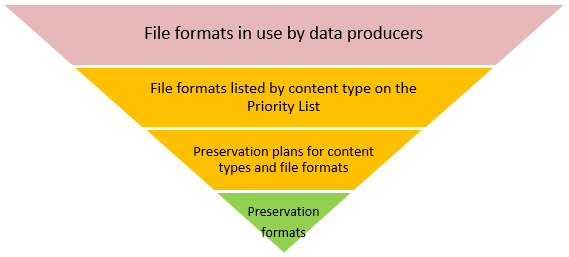 File formats in use by data producers
File formats listed by content type on the
Priority List
Preservation plans for content
types and file formats
Preservation
formats